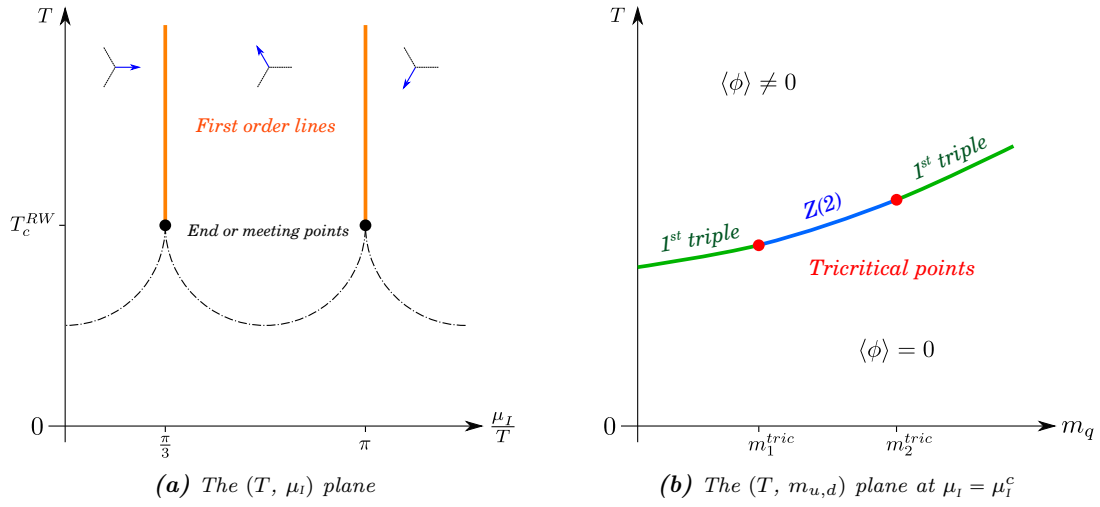 T
First order lines
T_c^{RW}
End or meeting points
0
π/3
π
μ_I/T
(a) The (T, μ_I) plane
T
⟨ϕ⟩ ≠ 0
1^{st} triple
Z(2)
1^{st} triple
Tricritical points
⟨ϕ⟩ = 0
0
m_1^{tric}
m_2^{tric}
m_q
(b) The (T, m_{u,d}) plane at μ_I = μ_I^c